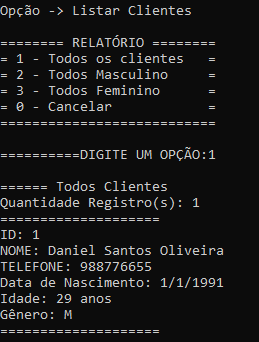 Opção -> Listar Clientes
======== RELATÓRIO ========
= 1 - Todos os clientes   =
= 2 - Todos Masculino     =
= 3 - Todos Feminino      =
= 0 - Cancelar            =
===========================
==========DIGITE UM OPÇÃO:1
====== Todos Clientes
Quantidade Registro(s): 1
====================
ID: 1
NOME: Daniel Santos Oliveira
TELEFONE: 988776655
Data de Nascimento: 1/1/1991
Idade: 29 anos
Gênero: M
====================